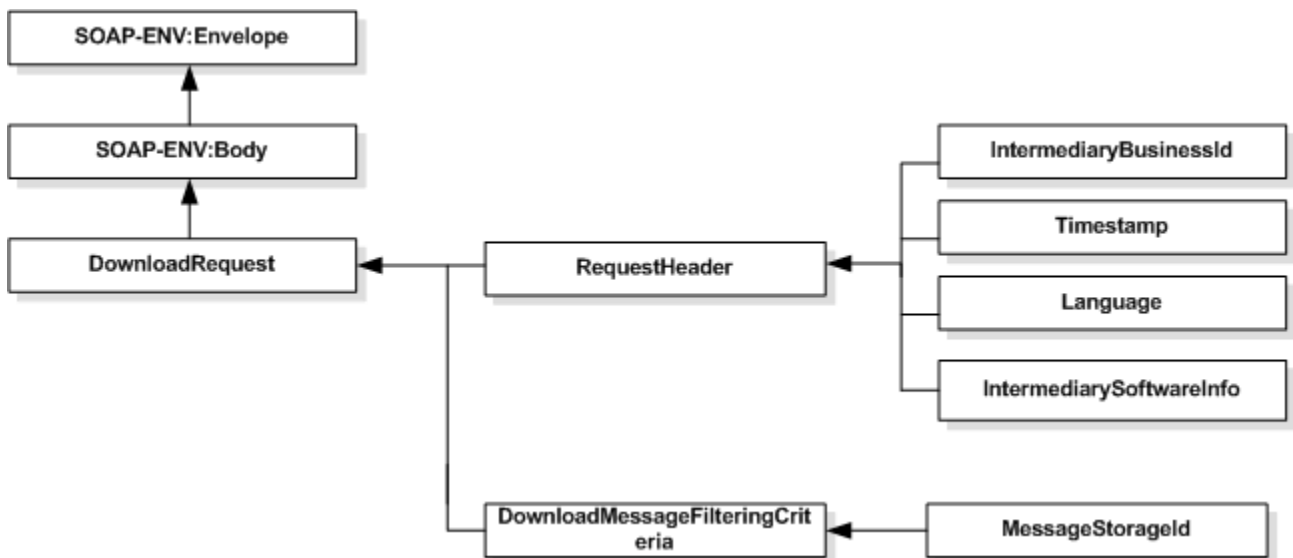 SOAP-ENV:Envelope
SOAP-ENV:Body
DownloadRequest
RequestHeader
IntermediaryBusinessId
Timestamp
Language
IntermediarySoftwareInfo
DownloadMessageFilteringCrit
eria
MessageStorageId